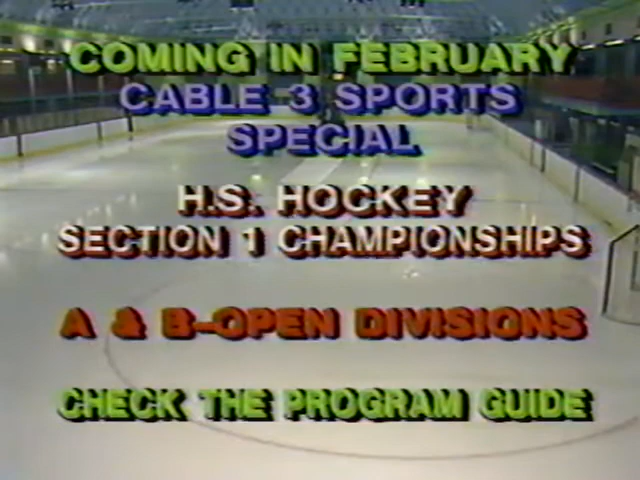 COMING IN FEBRUARY
CABLE 3 SPORTS
SPECIAL
H.S. HOCKEY
SECTION 1 CHAMPIONSHIPS
A & B-OPEN DIVISIONS
CHECK THE PROGRAM GUIDE